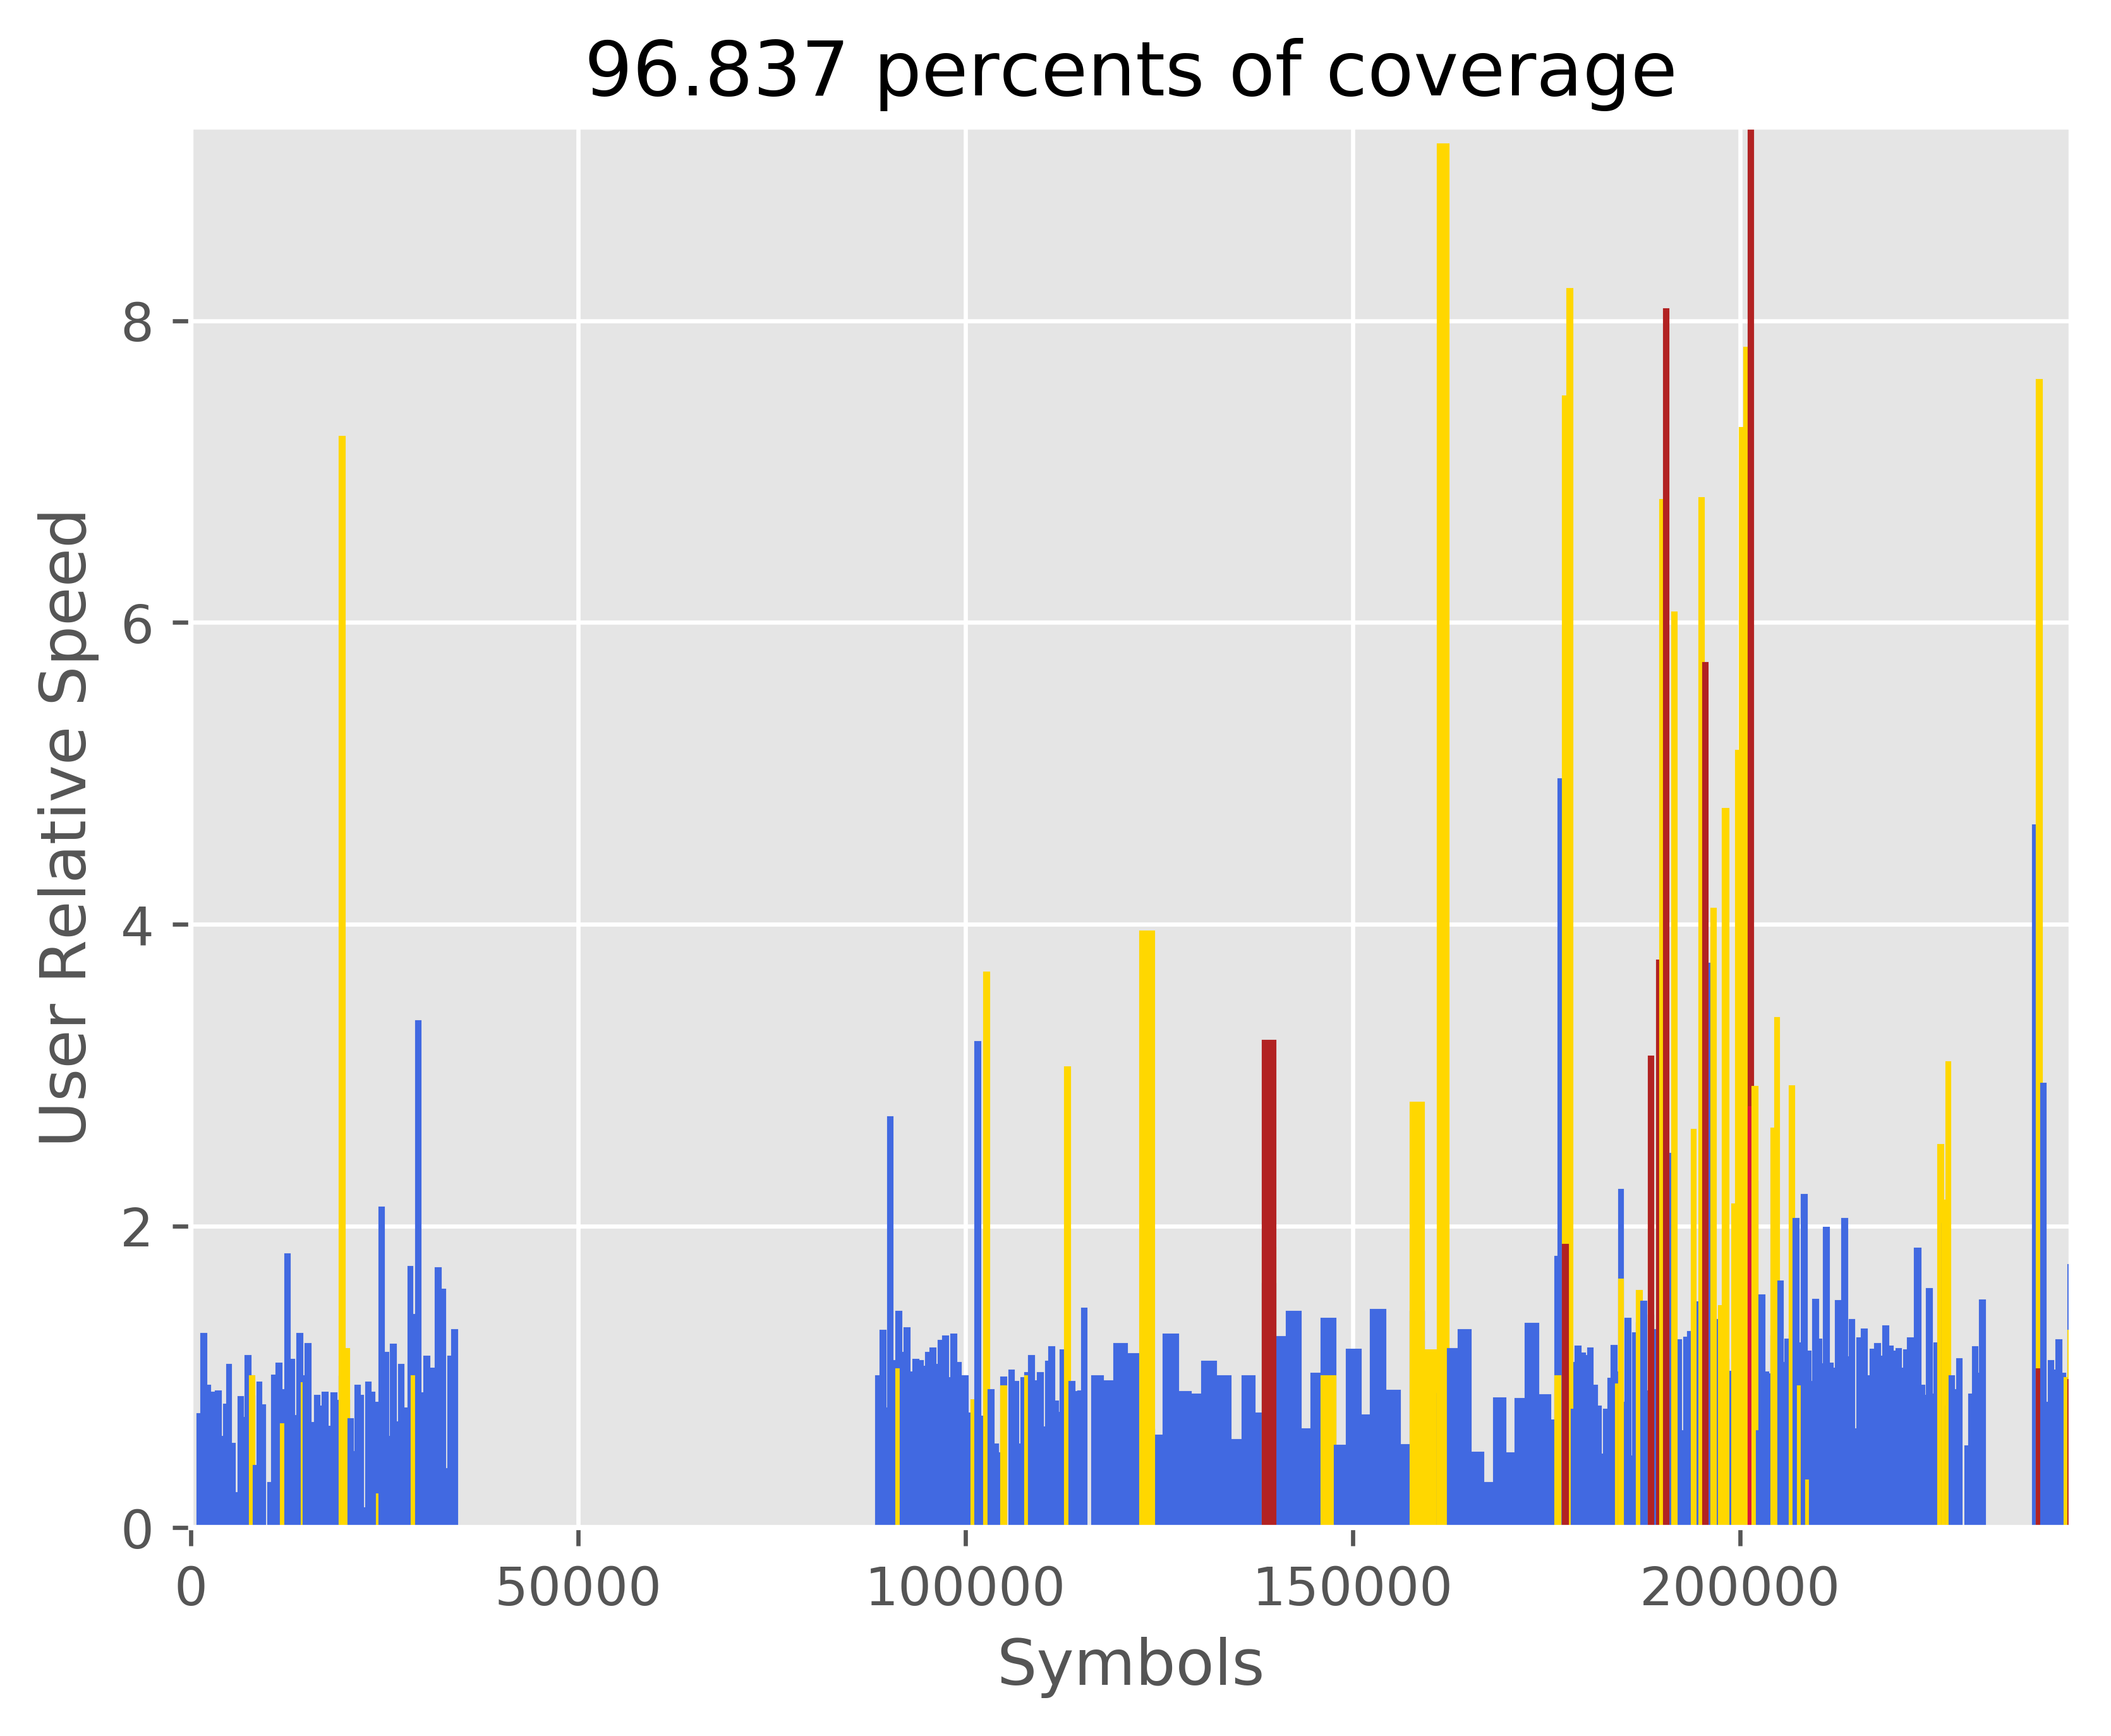 96.837 percents of coverage
User Relative Speed
8
6
4
2
0
0 50000 100000 150000 200000
Symbols